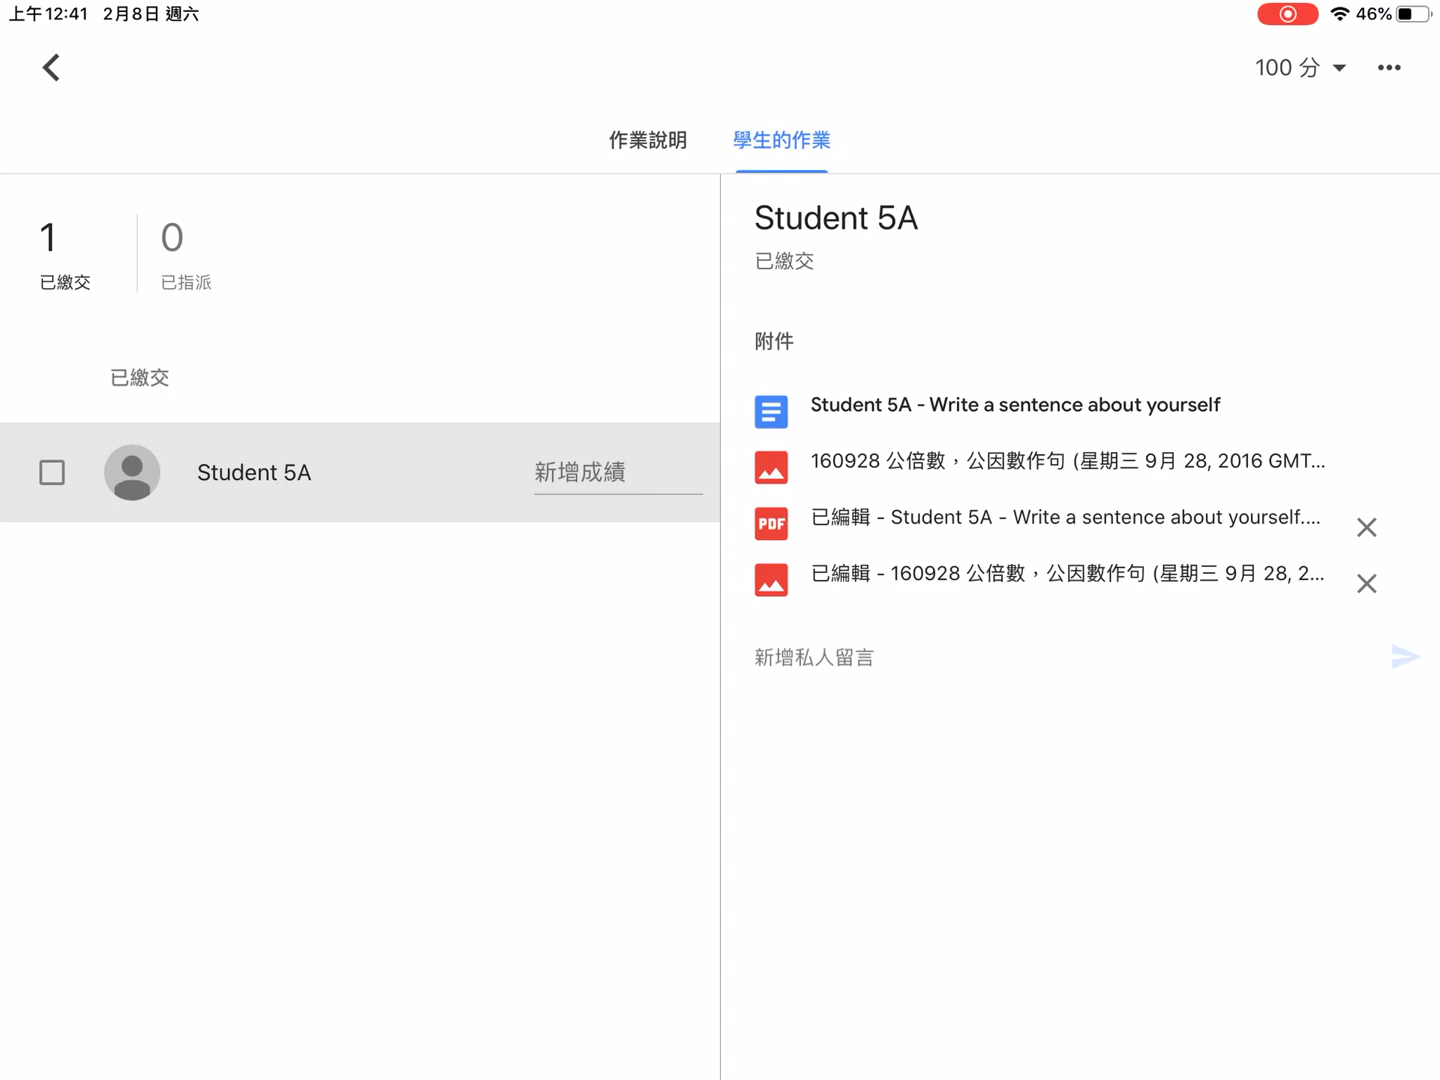 上午12:41 2月8日 週六
46%
100 分
作業說明
學生的作業
1
已繳交
0
已指派
已繳交
Student 5A
新增成績
Student 5A
已繳交
附件
Student 5A - Write a sentence about yourself
160928 公倍數，公因數作句 (星期三 9月 28, 2016 GMT...
PDF
已編輯 - Student 5A - Write a sentence about yourself....
已編輯 - 160928 公倍數，公因數作句 (星期三 9月 28, 2...
新增私人留言